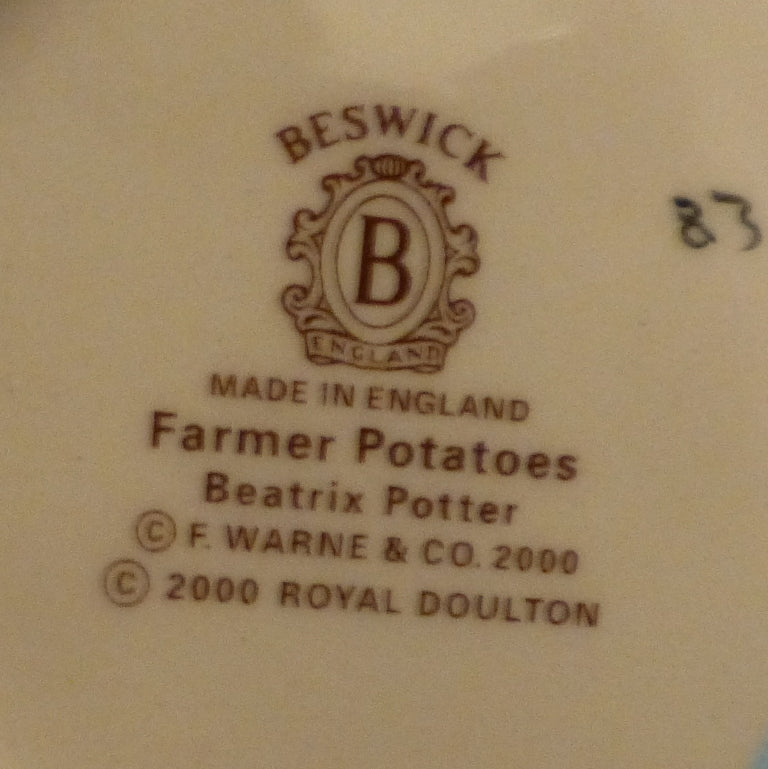 BESWICK
B
ENGLAND
83
MADE IN ENGLAND
Farmer Potatoes
Beatrix Potter
© F. WARNE & CO. 2000
© 2000 ROYAL DOULTON